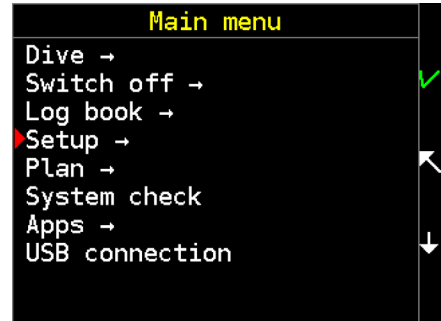 Main menu
Dive →
Switch off →
Log book →
Setup →
Plan →
System check
Apps →
USB connection